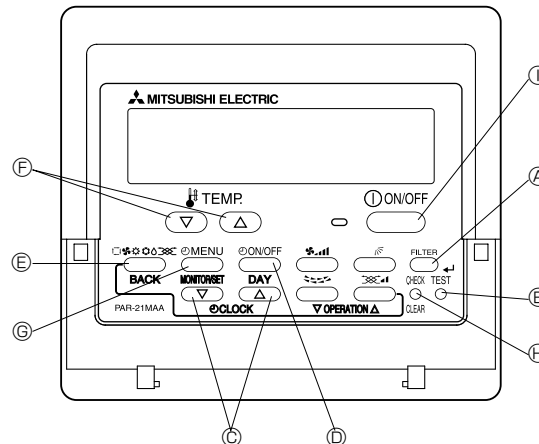 MITSUBISHI ELECTRIC
TEMP.
ON/OFF
MENU
ON/OFF
FILTER
BACK
MONITOR/SET
DAY
CHECK
TEST
PAR-21MAA
CLOCK
OPERATION
CLEAR
Ⓘ
Ⓐ
Ⓕ
Ⓔ
Ⓑ
Ⓖ
Ⓗ
Ⓒ
Ⓓ